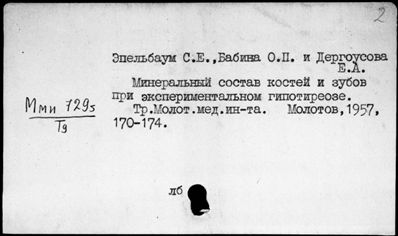 2
Эпельбаум С.Е.,Бабина О.П. и Дергоусова
Е.А.
Минеральный состав костей и зубов
при экспериментальном гипотиреозе.
Тр.Молот.мед.ин-та. Молотов,1957,
170-174.
Мми 1295
Тд
лб